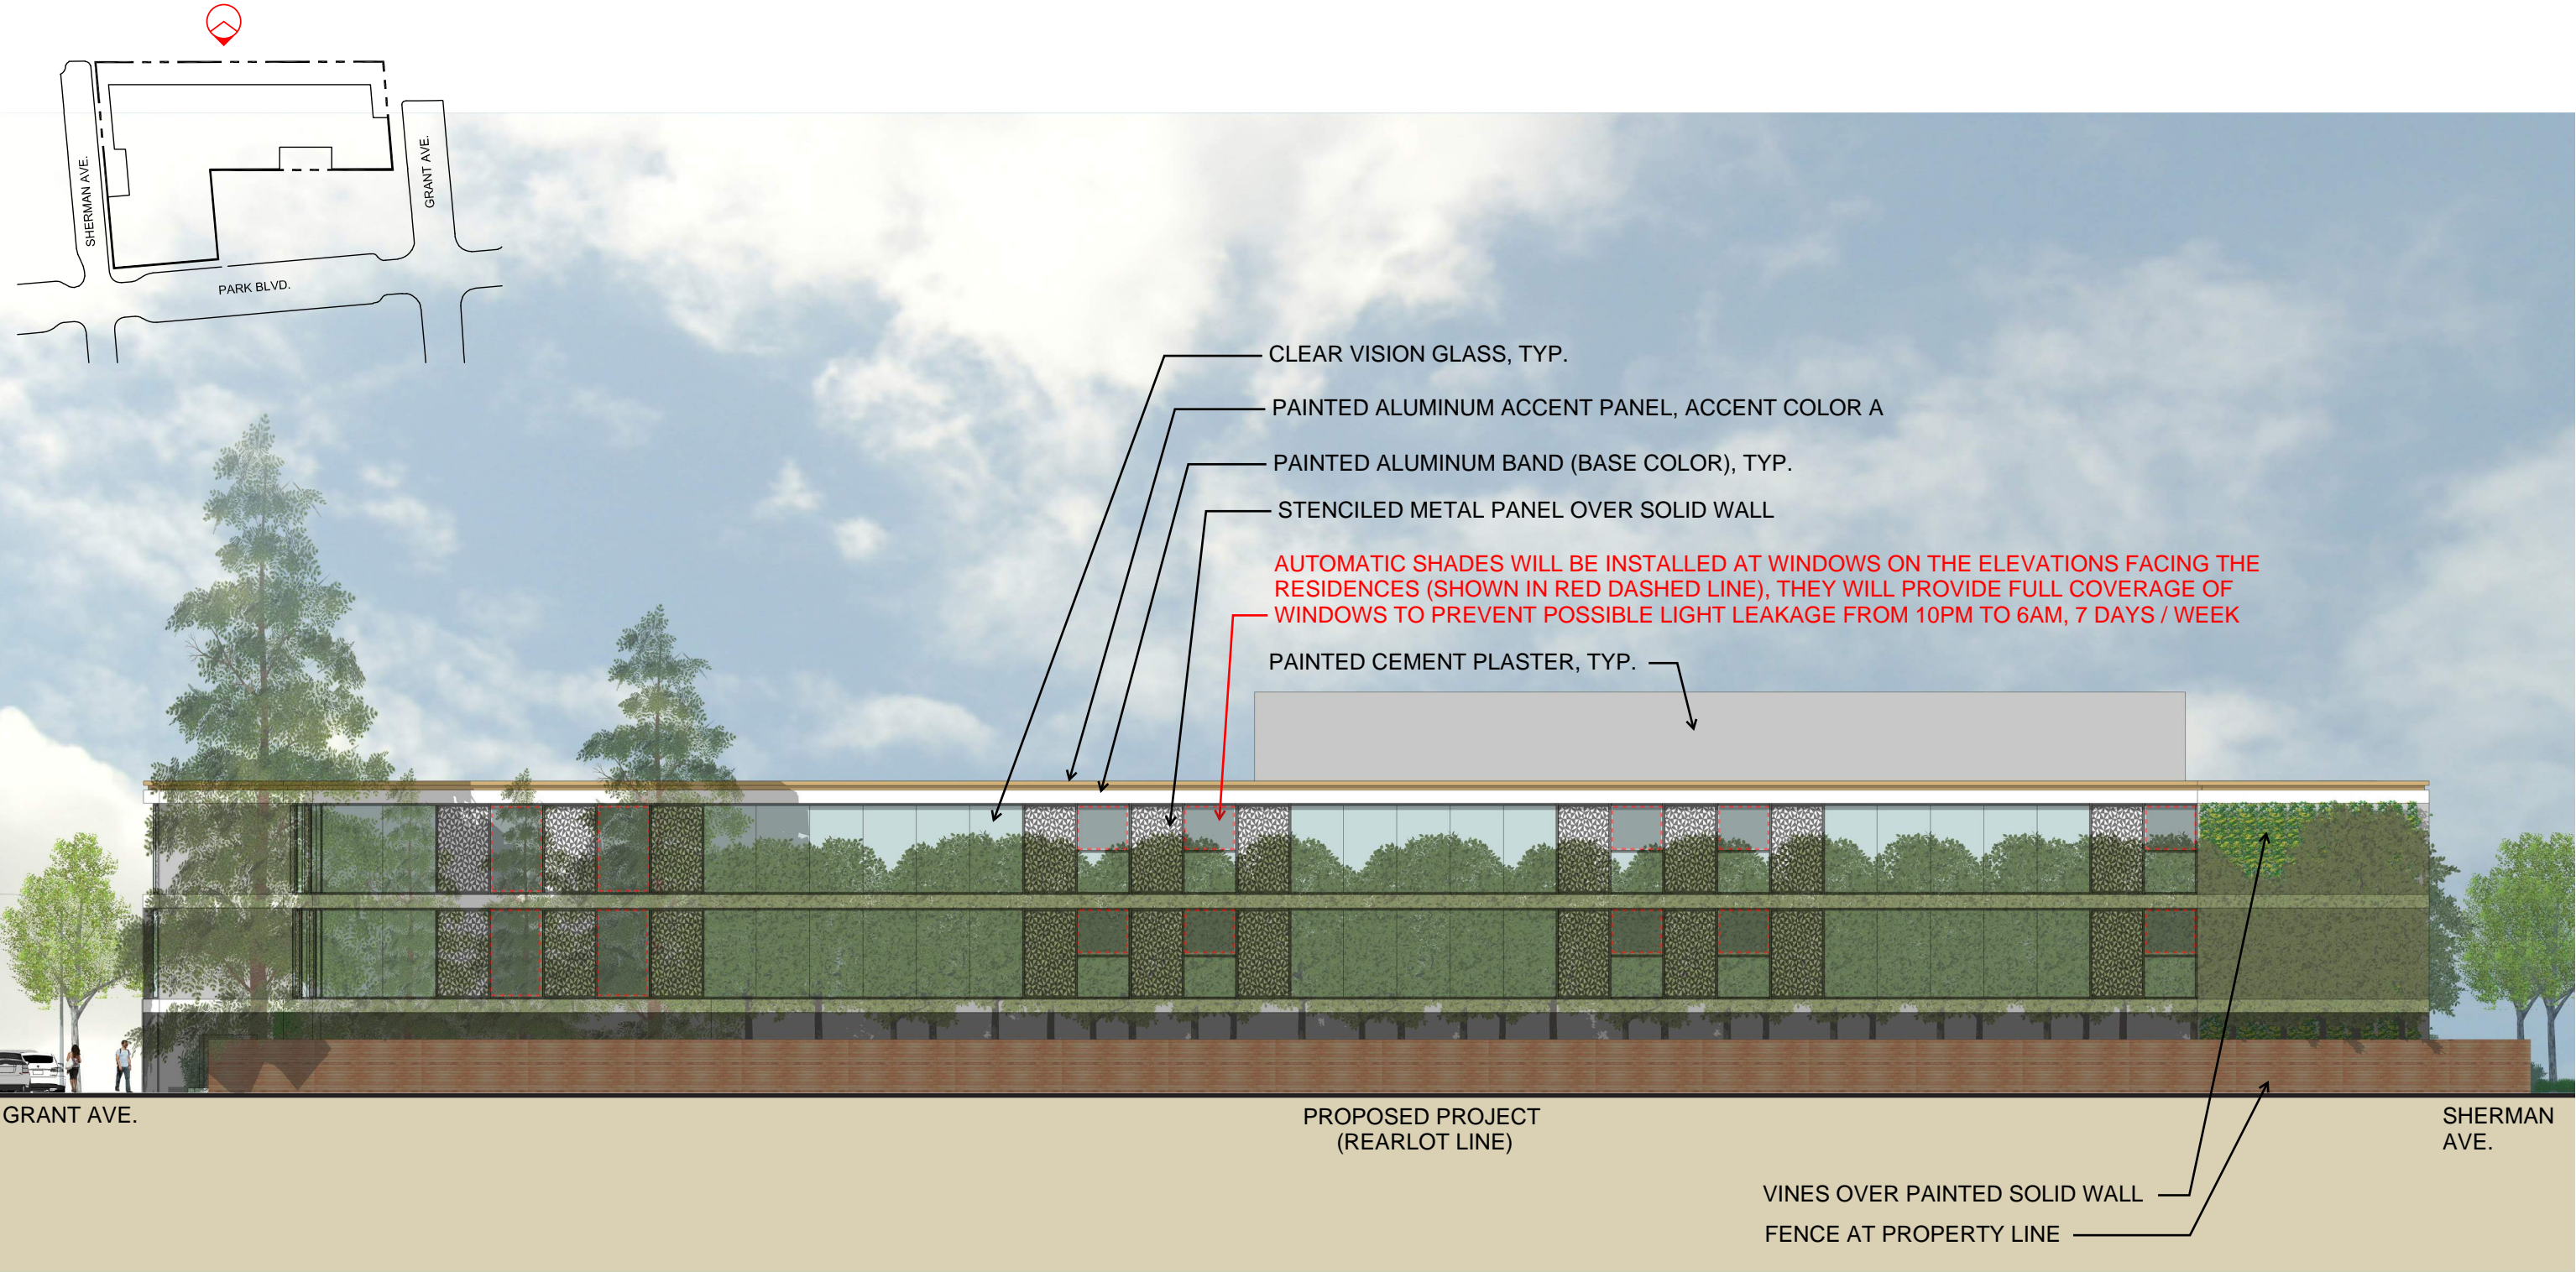 SHERMAN AVE.
GRANT AVE.
PARK BLVD.
CLEAR VISION GLASS, TYP.
PAINTED ALUMINUM ACCENT PANEL, ACCENT COLOR A
PAINTED ALUMINUM BAND (BASE COLOR), TYP.
STENCILED METAL PANEL OVER SOLID WALL
AUTOMATIC SHADES WILL BE INSTALLED AT WINDOWS ON THE ELEVATIONS FACING THE
RESIDENCES (SHOWN IN RED DASHED LINE), THEY WILL PROVIDE FULL COVERAGE OF
WINDOWS TO PREVENT POSSIBLE LIGHT LEAKAGE FROM 10PM TO 6AM, 7 DAYS / WEEK
PAINTED CEMENT PLASTER, TYP.
GRANT AVE.
PROPOSED PROJECT
(REARLOT LINE)
SHERMAN
AVE.
VINES OVER PAINTED SOLID WALL
FENCE AT PROPERTY LINE